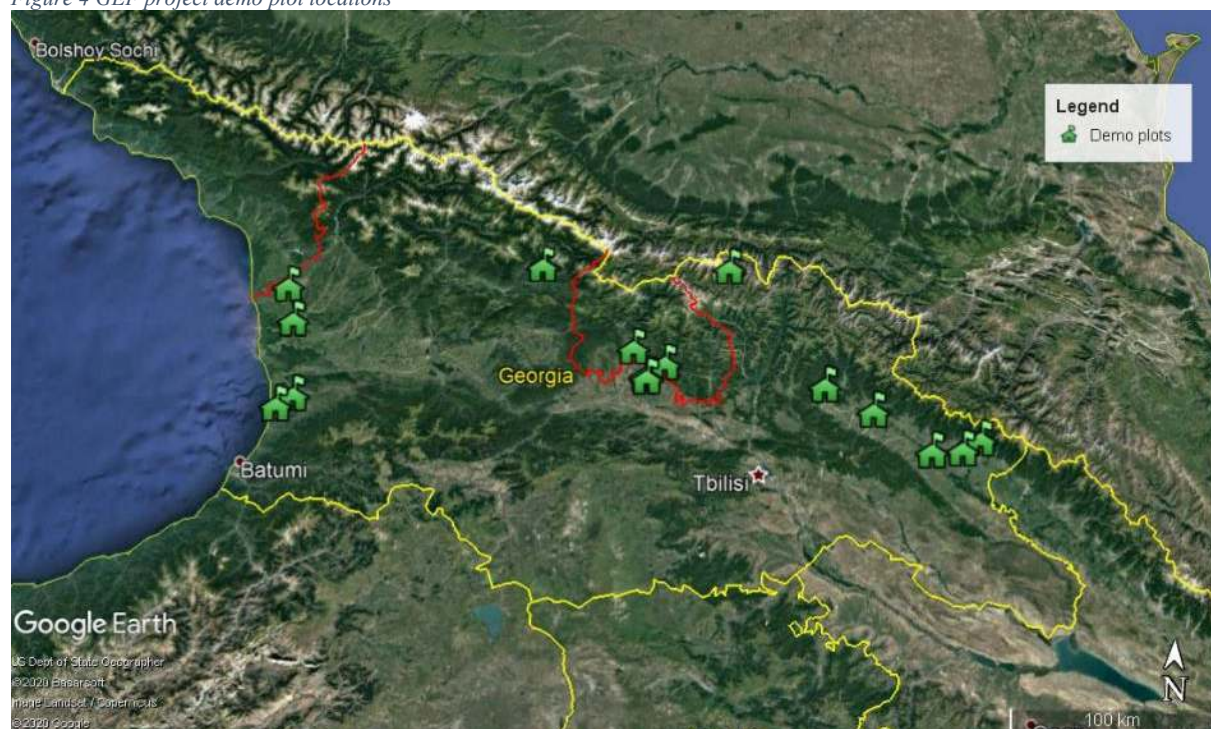 Figure 4 GEF project demo plot locations
Bolshoy Sochi
Legend
Demo plots
Georgia
Batumi
Tbilisi
Google Earth
US Dept of State Geographer
©2020 Basarsoft
Image Landsat / Copernicus
©2020 Google
N
100 km